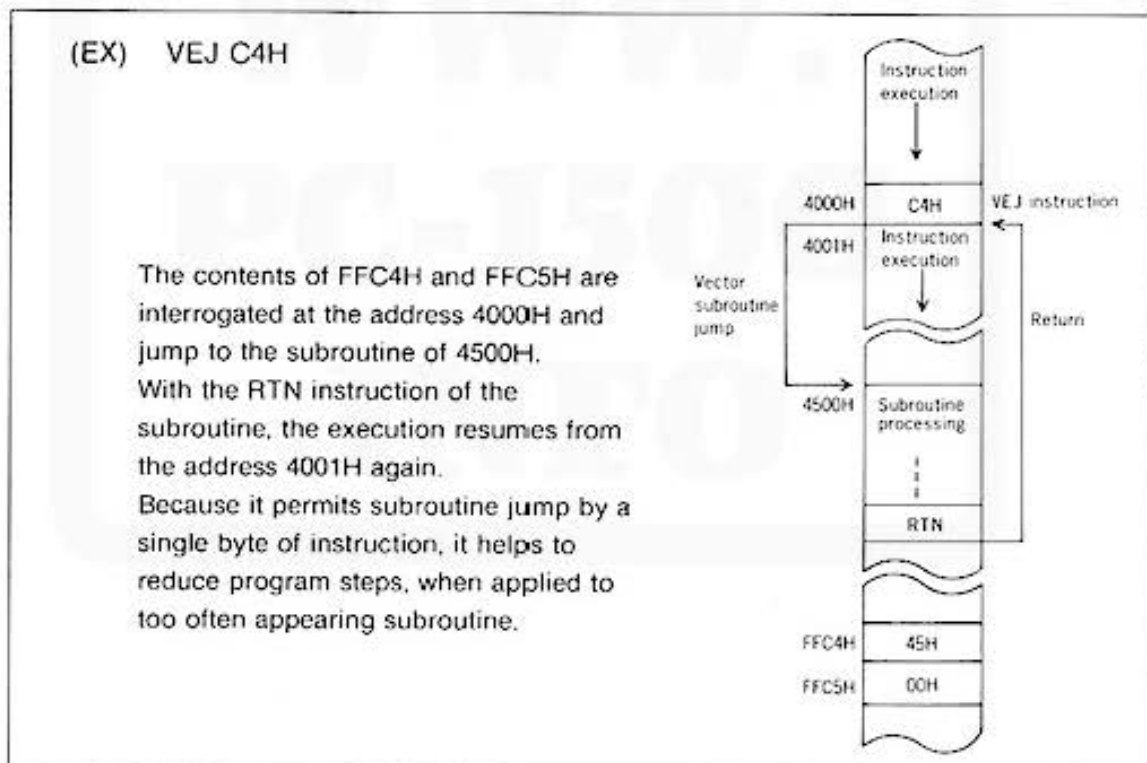 (EX) VEJ C4H
The contents of FFC4H and FFC5H are
interrogated at the address 4000H and
jump to the subroutine of 4500H.
With the RTN instruction of the
subroutine, the execution resumes from
the address 4001H again.
Because it permits subroutine jump by a
single byte of instruction, it helps to
reduce program steps, when applied to
too often appearing subroutine.
Instruction
execution
4000H C4H VEJ instruction
4001H Instruction
execution
Vector
subroutine
jump
Return
4500H Subroutine
processing
RTN
FFC4H 45H
FFC5H 00H
WWW.
PC-1500
INFO